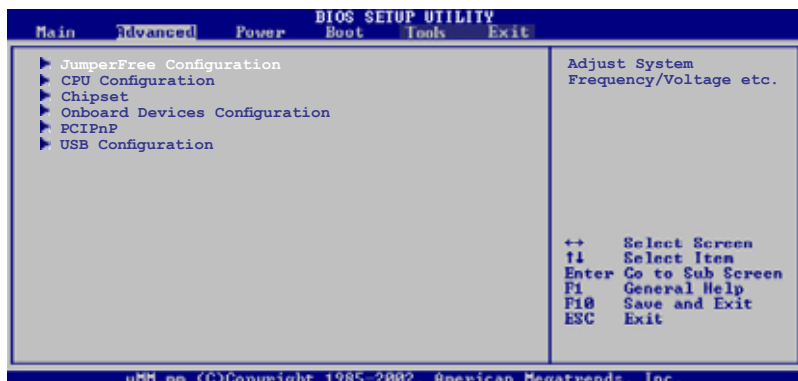 BIOS SETUP UTILITY
Main Advanced Power Boot Tools Exit
JumperFree Configuration
CPU Configuration
Chipset
Onboard Devices Configuration
PCIPnP
USB Configuration
Adjust System
Frequency/Voltage etc.
↔ Select Screen
↑↓ Select Item
Enter Go to Sub Screen
F1 General Help
F10 Save and Exit
ESC Exit
(C)Copyright 1985-2002 American Megatrends Inc